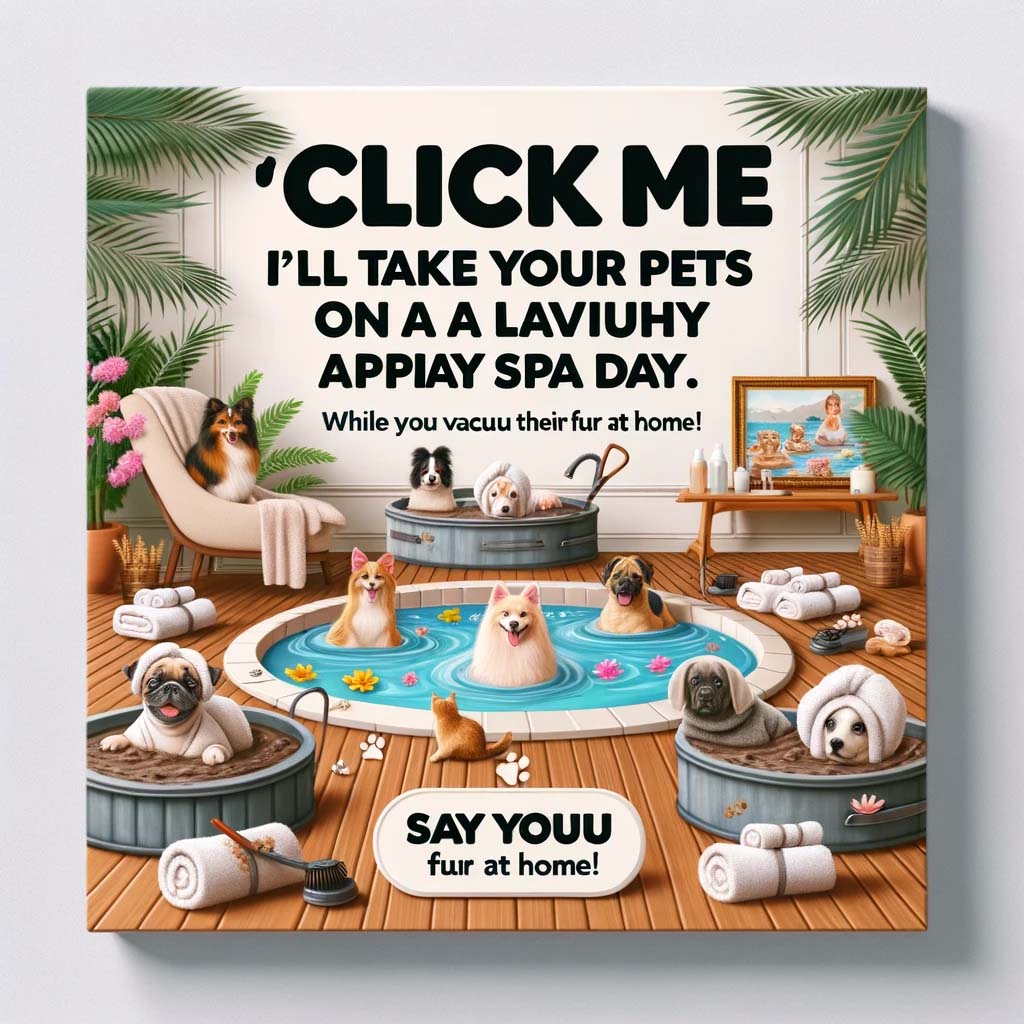 ‘CLICK ME
I’LL TAKE YOUR PETS
ON A A LAVIUHY
APPIAY SPA DAY.
While you vacuu their fur at home!
SAY YOUU
fur at home!